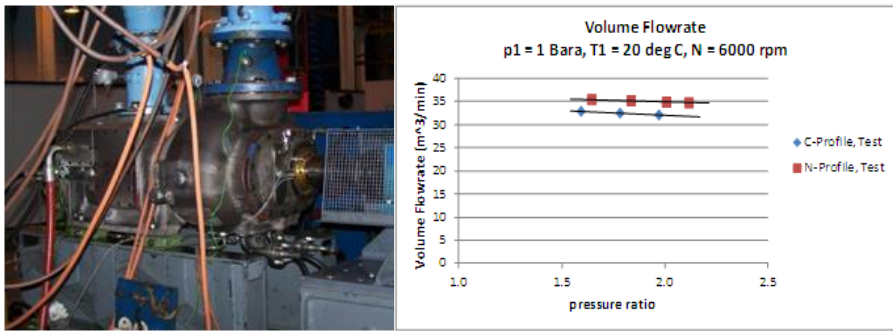 Volume Flowrate
p1 = 1 Bara, T1 = 20 deg C, N = 6000 rpm
Volume Flowrate (m^3/min)
40
35
30
25
20
15
10
5
0
1.0 1.5 2.0 2.5
pressure ratio
C-Profile, Test
N-Profile, Test